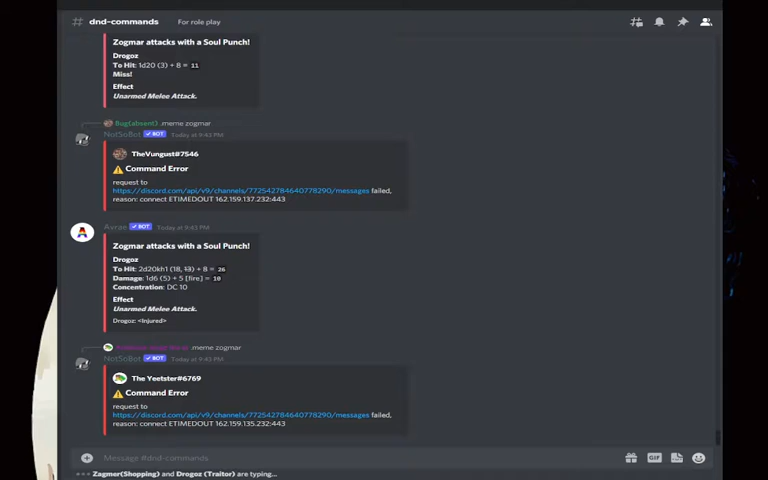 # dnd-commands For role play
Zogmar attacks with a Soul Punch!
Drogoz
To Hit: 1d20 (3) + 8 = 11
Miss!
Effect
Unarmed Melee Attack.
Bug(absent) .meme zogmar
NotSoBot ✓ BOT Today at 9:43 PM
TheVungust#7546
⚠ Command Error
request to
https://discord.com/api/v9/channels/772542784640778290/messages failed,
reason: connect ETIMEDOUT 162.159.137.232:443
Avrae ✓ BOT Today at 9:43 PM
Zogmar attacks with a Soul Punch!
Drogoz
To Hit: 2d20kh1 (18, 13) + 8 = 26
Damage: 1d6 (5) + 5 [fire] = 10
Concentration: DC 10
Effect
Unarmed Melee Attack.
Drogoz: <Injured>
.meme zogmar
NotSoBot ✓ BOT Today at 9:43 PM
The Yeetster#6769
⚠ Command Error
request to
https://discord.com/api/v9/channels/772542784640778290/messages failed,
reason: connect ETIMEDOUT 162.159.135.232:443
Message #dnd-commands
GIF
Zagmer(Shopping) and Drogoz (Traitor) are typing...